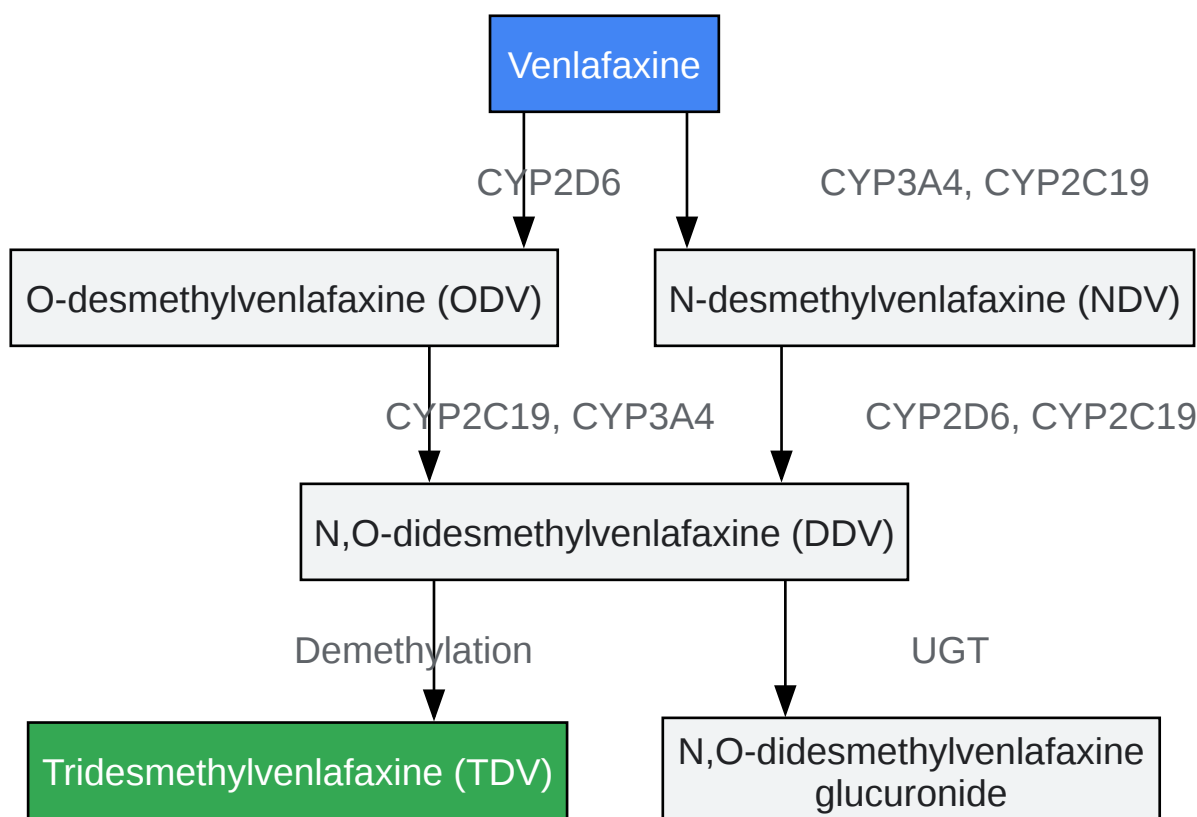 Venlafaxine
CYP2D6
CYP3A4, CYP2C19
O-desmethylvenlafaxine (ODV)
N-desmethylvenlafaxine (NDV)
CYP2C19, CYP3A4
CYP2D6, CYP2C19
N,O-didesmethylvenlafaxine (DDV)
Demethylation
UGT
Tridesmethylvenlafaxine (TDV)
N,O-didesmethylvenlafaxine
glucuronide